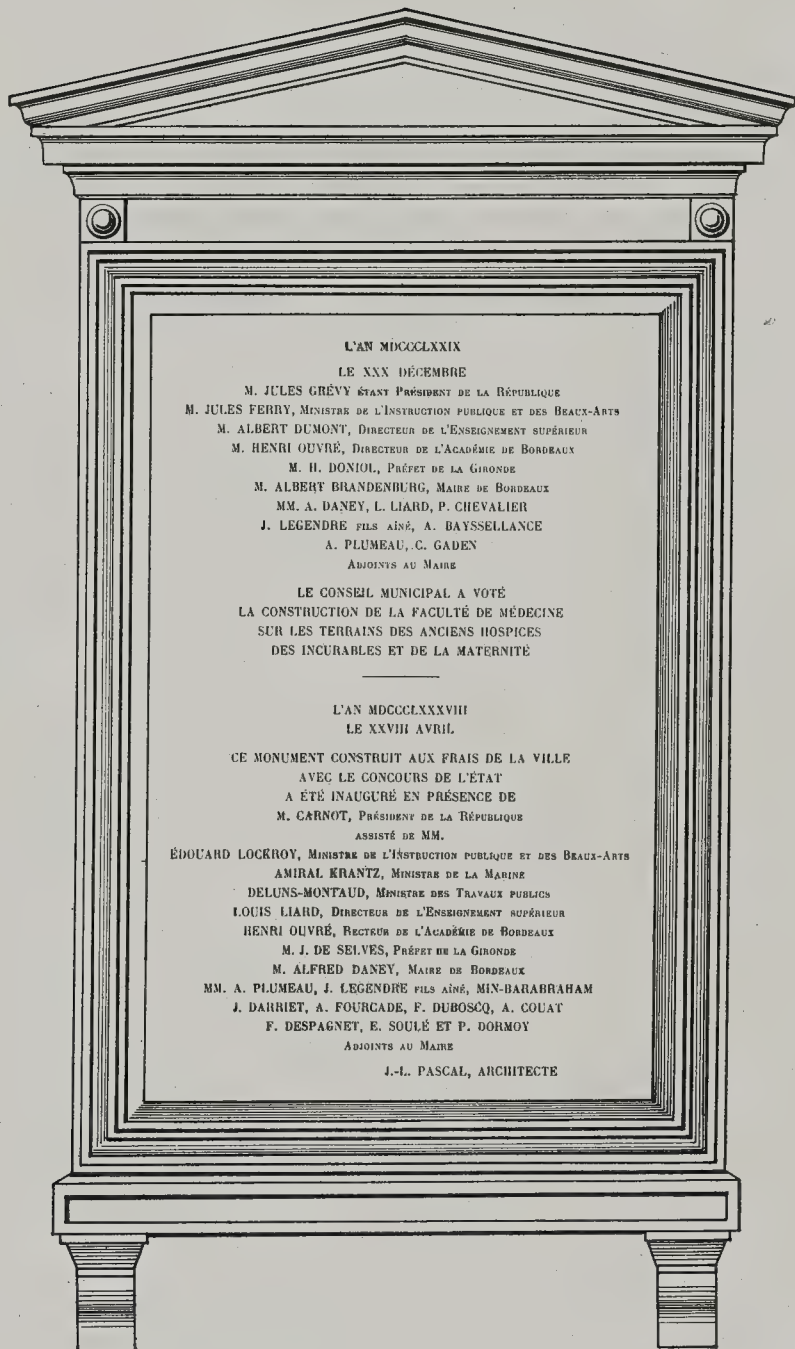 L'AN MDCCCLXXIX
LE XXX DÉCEMBRE
M. JULES GRÉVY ÉTANT PRÉSIDENT DE LA RÉPUBLIQUE
M. JULES FERRY, MINISTRE DE L'INSTRUCTION PUBLIQUE ET DES BEAUX-ARTS
M. ALBERT DUMONT, DIRECTEUR DE L'ENSEIGNEMENT SUPÉRIEUR
M. HENRI OUVRÉ, DIRECTEUR DE L'ACADÉMIE DE BORDEAUX
M. H. DONIOL, PRÉFET DE LA GIRONDE
M. ALBERT BRANDENBURG, MAIRE DE BORDEAUX
MM. A. DANEY, L. LIARD, P. CHEVALIER
J. LEGENDRE FILS AÎNÉ, A. BAYSSELLANCE
A. PLUMEAU, C. GADEN
ADJOINTS AU MAIRE
LE CONSEIL MUNICIPAL A VOTÉ
LA CONSTRUCTION DE LA FACULTÉ DE MÉDECINE
SUR LES TERRAINS DES ANCIENS HOSPICES
DES INCURABLES ET DE LA MATERNITÉ
L'AN MDCCCLXXXVIII
LE XXVIII AVRIL
CE MONUMENT CONSTRUIT AUX FRAIS DE LA VILLE
AVEC LE CONCOURS DE L'ÉTAT
A ÉTÉ INAUGURÉ EN PRÉSENCE DE
M. CARNOT, PRÉSIDENT DE LA RÉPUBLIQUE
ASSISTÉ DE MM.
ÉDOUARD LOCKROY, MINISTRE DE L'INSTRUCTION PUBLIQUE ET DES BEAUX-ARTS
AMIRAL KRANTZ, MINISTRE DE LA MARINE
DELUNS-MONTAUD, MINISTRE DES TRAVAUX PUBLICS
LOUIS LIARD, DIRECTEUR DE L'ENSEIGNEMENT SUPÉRIEUR
HENRI OUVRÉ, RECTEUR DE L'ACADÉMIE DE BORDEAUX
M. J. DE SELVES, PRÉFET DE LA GIRONDE
M. ALFRED DANEY, MAIRE DE BORDEAUX
MM. A. PLUMEAU, J. LEGENDRE FILS AÎNÉ, MIN-BARABRAHAM
J. DARRIET, A. FOURCADE, F. DUBOSCQ, A. COUAT
F. DESPAGNET, E. SOULÉ ET P. DORMOY
ADJOINTS AU MAIRE
J.-L. PASCAL, ARCHITECTE